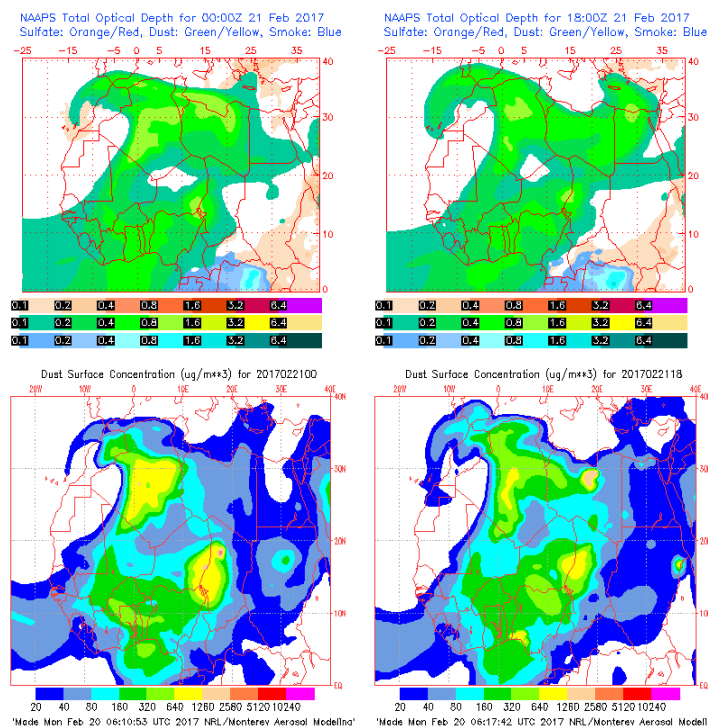 NAAPS Total Optical Depth for 00:00Z 21 Feb 2017
Sulfate: Orange/Red, Dust: Green/Yellow, Smoke: Blue
-25 -15 -5 5 15 25 35
40
30
20
10
0
0.1 0.2 0.4 0.8 1.6 3.2 6.4
0.1 0.2 0.4 0.8 1.6 3.2 6.4
0.1 0.2 0.4 0.8 1.6 3.2 6.4
NAAPS Total Optical Depth for 18:00Z 21 Feb 2017
Sulfate: Orange/Red, Dust: Green/Yellow, Smoke: Blue
-25 -15 -5 5 15 25 35
40
30
20
10
0
0.1 0.2 0.4 0.8 1.6 3.2 6.4
0.1 0.2 0.4 0.8 1.6 3.2 6.4
0.1 0.2 0.4 0.8 1.6 3.2 6.4
Dust Surface Concentration (ug/m**3) for 2017022100
20W 10W 0 10E 20E 30E 40E
40N
30N
20N
10N
EQ
20 40 80 160 320 640 1280 2560 5120 10240
'Made Mon Feb 20 06:10:53 UTC 2017 NRL/Monterey Aerosol Modeling'
Dust Surface Concentration (ug/m**3) for 2017022118
20W 10W 0 10E 20E 30E 40E
40N
30N
20N
10N
EQ
20 40 80 160 320 640 1260 2580 5120 10240
'Made Mon Feb 20 06:17:42 UTC 2017 NRL/Monterey Aerosol Modeling'